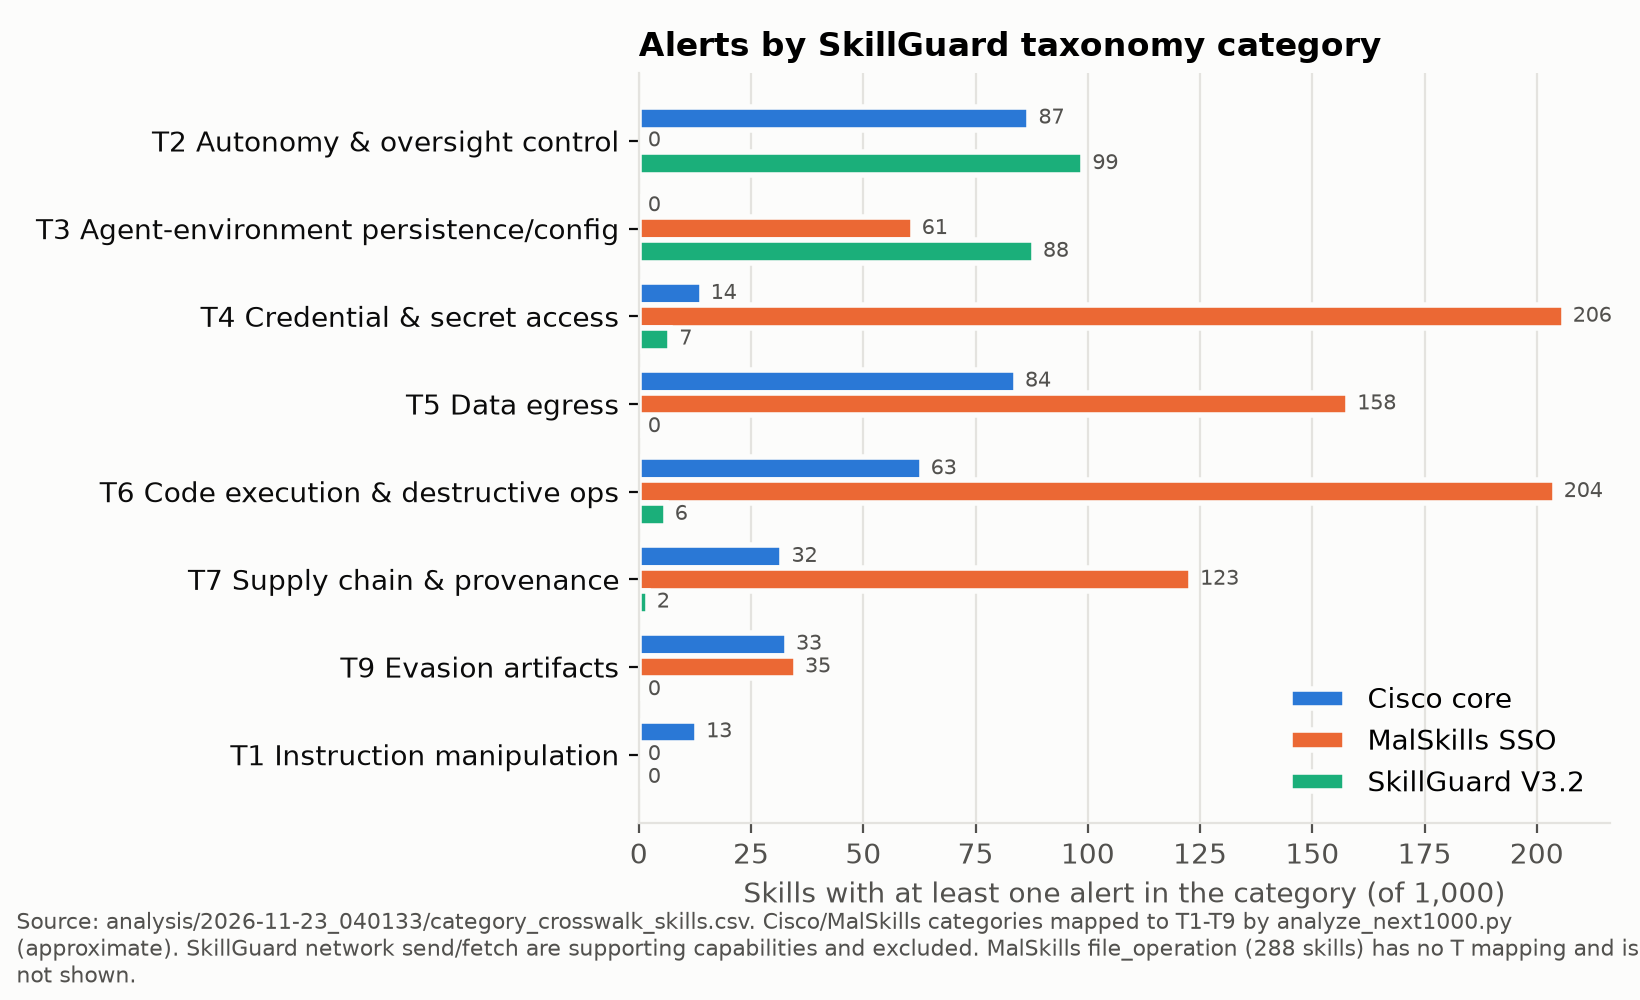 Alerts by SkillGuard taxonomy category
T2 Autonomy & oversight control
87
0
99
T3 Agent-environment persistence/config
0
61
88
T4 Credential & secret access
14
206
7
T5 Data egress
84
158
0
T6 Code execution & destructive ops
63
204
6
T7 Supply chain & provenance
32
123
2
T9 Evasion artifacts
33
35
0
T1 Instruction manipulation
13
0
0
Cisco core
MalSkills SSO
SkillGuard V3.2
0 25 50 75 100 125 150 175 200
Skills with at least one alert in the category (of 1,000)
Source: analysis/2026-11-23_040133/category_crosswalk_skills.csv. Cisco/MalSkills categories mapped to T1-T9 by analyze_next1000.py
(approximate). SkillGuard network send/fetch are supporting capabilities and excluded. MalSkills file_operation (288 skills) has no T mapping and is
not shown.